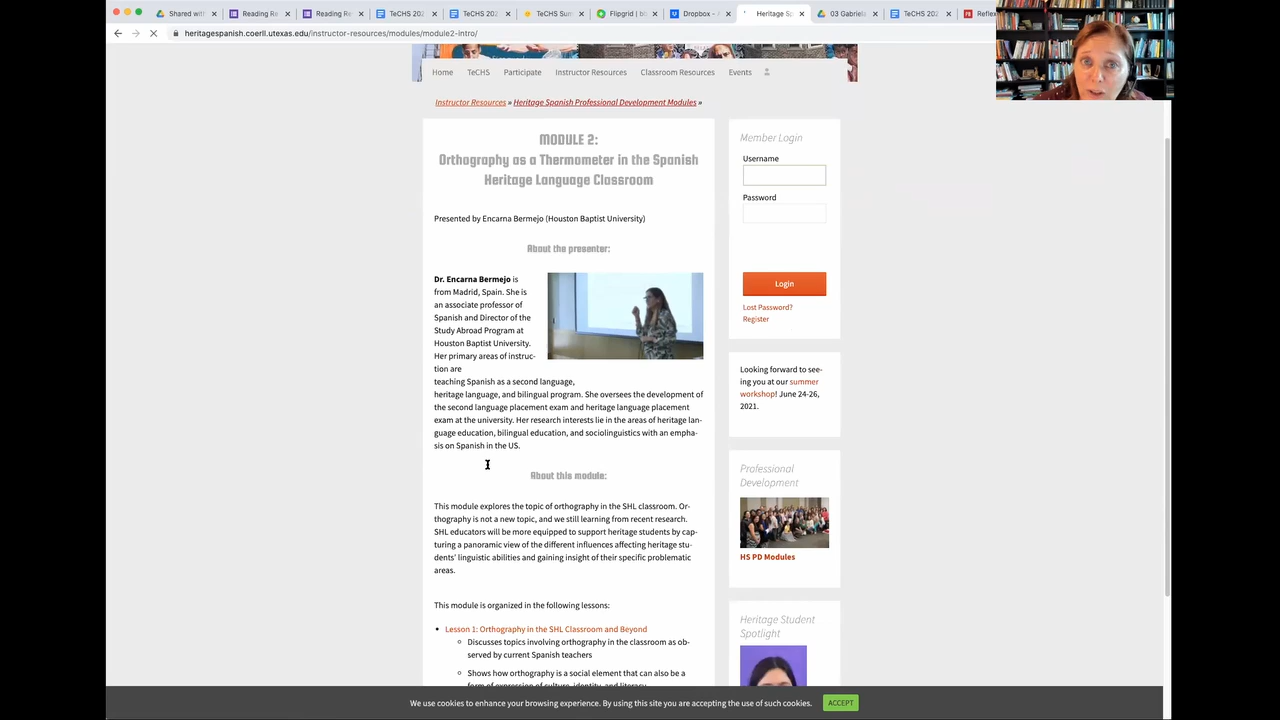 Shared with
Reading Re
Reading Re
TeCHS 202
TeCHS 202
TeCHS Sum
Flipgrid | bl
Dropbox - A
Heritage Sp
03 Gabriela
TeCHS 202
Reflex
heritagespanish.coerll.utexas.edu/instructor-resources/modules/module2-intro/
Home TeCHS Participate Instructor Resources Classroom Resources Events
Instructor Resources » Heritage Spanish Professional Development Modules »
MODULE 2:
Orthography as a Thermometer in the Spanish
Heritage Language Classroom
Presented by Encarna Bermejo (Houston Baptist University)
About the presenter:
Dr. Encarna Bermejo is
from Madrid, Spain. She is
an associate professor of
Spanish and Director of the
Study Abroad Program at
Houston Baptist University.
Her primary areas of instruc-
tion are
teaching Spanish as a second language,
heritage language, and bilingual program. She oversees the development of
the second language placement exam and heritage language placement
exam at the university. Her research interests lie in the areas of heritage lan-
guage education, bilingual education, and sociolinguistics with an empha-
sis on Spanish in the US.
About this module:
This module explores the topic of orthography in the SHL classroom. Or-
thography is not a new topic, and we still learning from recent research.
SHL educators will be more equipped to support heritage students by cap-
turing a panoramic view of the different influences affecting heritage stu-
dents' linguistic abilities and gaining insight of their specific problematic
areas.
This module is organized in the following lessons:
Lesson 1: Orthography in the SHL Classroom and Beyond
Discusses topics involving orthography in the classroom as ob-
served by current Spanish teachers
Shows how orthography is a social element that can also be a
form of expression of culture, identity, and literacy
Member Login
Username
Password
Login
Lost Password?
Register
Looking forward to see-
ing you at our summer
workshop! June 24-26,
2021.
Professional
Development
HS PD Modules
Heritage Student
Spotlight
We use cookies to enhance your browsing experience. By using this site you are accepting the use of such cookies.
ACCEPT